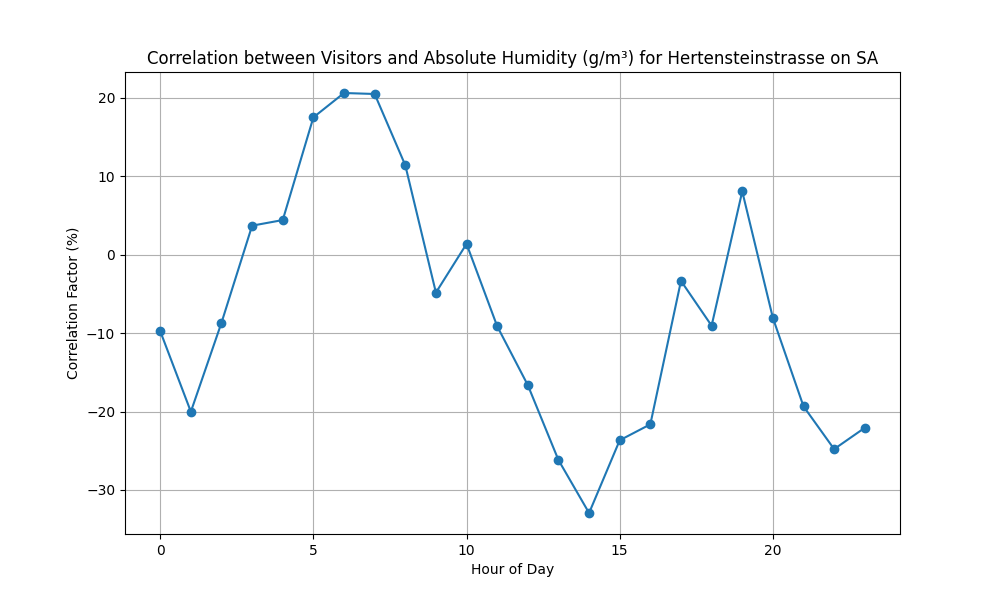 Correlation between Visitors and Absolute Humidity (g/m³) for Hertensteinstrasse on SA
Correlation Factor (%)
20
10
0
−10
−20
−30
0 5 10 15 20
Hour of Day